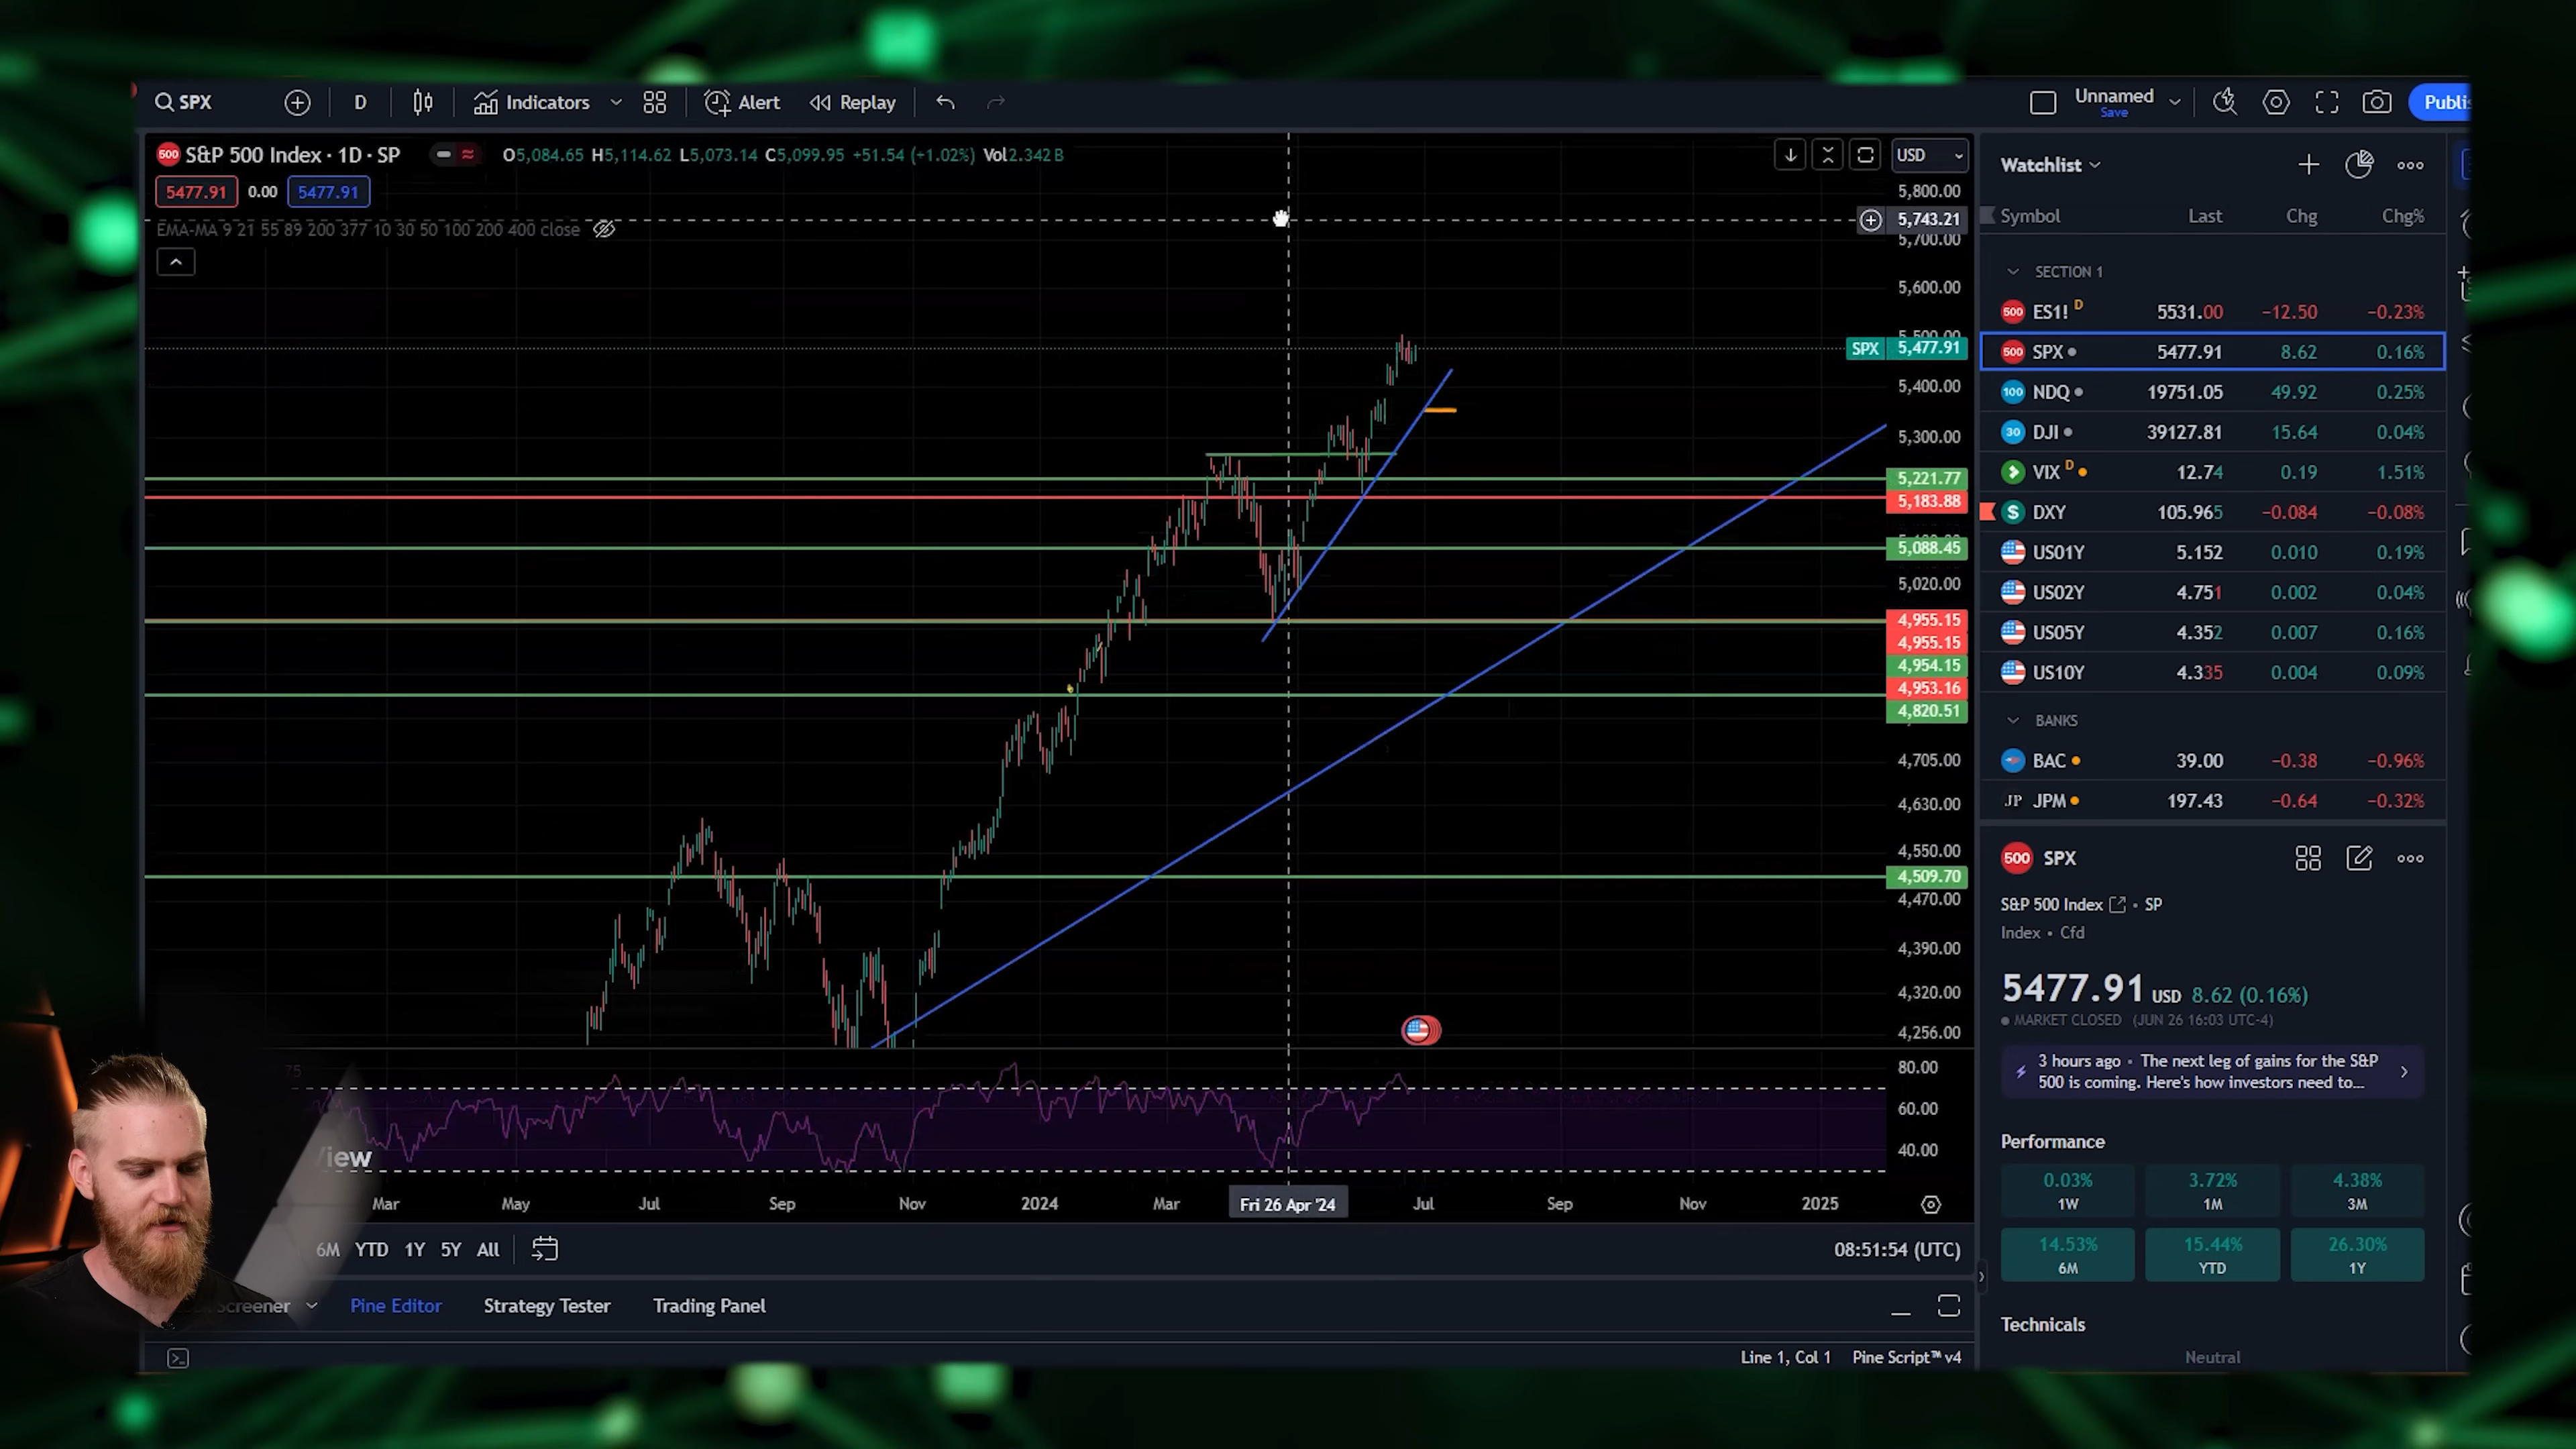 SPX D Indicators Alert Replay Unnamed Save
S&P 500 Index · 1D · SP O5,084.65 H5,114.62 L5,073.14 C5,099.95 +51.54 (+1.02%) Vol2.342 B
5477.91 0.00 5477.91
EMA-MA 9 21 55 89 200 377 10 30 50 100 200 400 close
USD
5,800.00
5,743.21
5,700.00
5,600.00
5,500.00
SPX 5,477.91
5,400.00
5,300.00
5,221.77
5,183.88
5,088.45
5,020.00
4,955.15
4,955.15
4,954.15
4,953.16
4,820.51
4,705.00
4,630.00
4,550.00
4,509.70
4,470.00
4,390.00
4,320.00
4,256.00
80.00
60.00
40.00
Mar May Jul Sep Nov 2024 Mar Fri 26 Apr '24 Jul Sep Nov 2025
6M YTD 1Y 5Y All 08:51:54 (UTC)
Screener Pine Editor Strategy Tester Trading Panel
Line 1, Col 1 Pine Script™ v4
Watchlist
Symbol Last Chg Chg%
SECTION 1
500 ES1! D 5531.00 −12.50 −0.23%
500 SPX 5477.91 8.62 0.16%
100 NDQ 19751.05 49.92 0.25%
30 DJI 39127.81 15.64 0.04%
VIX D 12.74 0.19 1.51%
$ DXY 105.965 −0.084 −0.08%
US01Y 5.152 0.010 0.19%
US02Y 4.751 0.002 0.04%
US05Y 4.352 0.007 0.16%
US10Y 4.335 0.004 0.09%
BANKS
BAC 39.00 −0.38 −0.96%
JP JPM 197.43 −0.64 −0.32%
500 SPX
S&P 500 Index • SP
Index • Cfd
5477.91 USD 8.62 (0.16%)
MARKET CLOSED (JUN 26 16:03 UTC-4)
3 hours ago • The next leg of gains for the S&P
500 is coming. Here's how investors need to...
Performance
0.03% 3.72% 4.38%
1W 1M 3M
14.53% 15.44% 26.30%
6M YTD 1Y
Technicals
Neutral